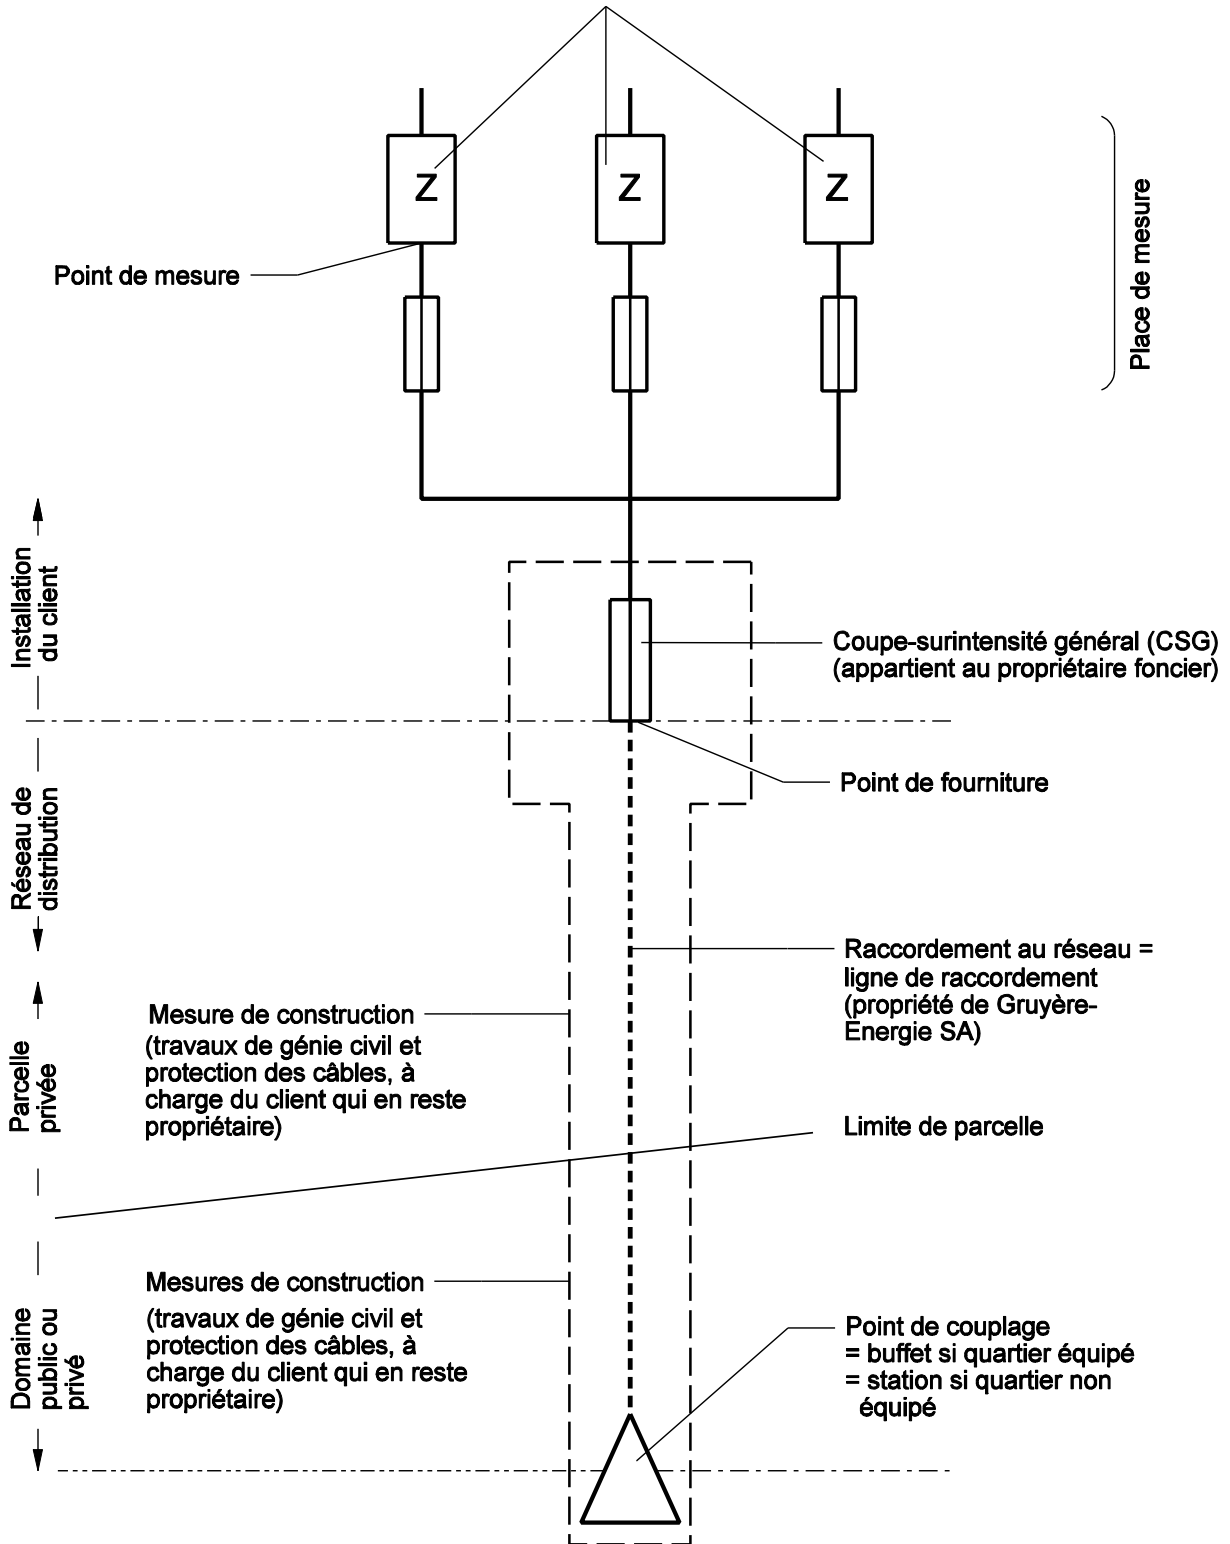 Z
Z
Z
Place de mesure
Point de mesure
Installation
du client
Coupe-surintensité général (CSG)
(appartient au propriétaire foncier)
Point de fourniture
Réseau de
distribution
Raccordement au réseau =
ligne de raccordement
(propriété de Gruyère-
Energie SA)
Mesure de construction
(travaux de génie civil et
protection des câbles, à
charge du client qui en reste
propriétaire)
Parcelle
privée
Limite de parcelle
Mesures de construction
(travaux de génie civil et
protection des câbles, à
charge du client qui en reste
propriétaire)
Domaine
public ou
privé
Point de couplage
= buffet si quartier équipé
= station si quartier non
équipé